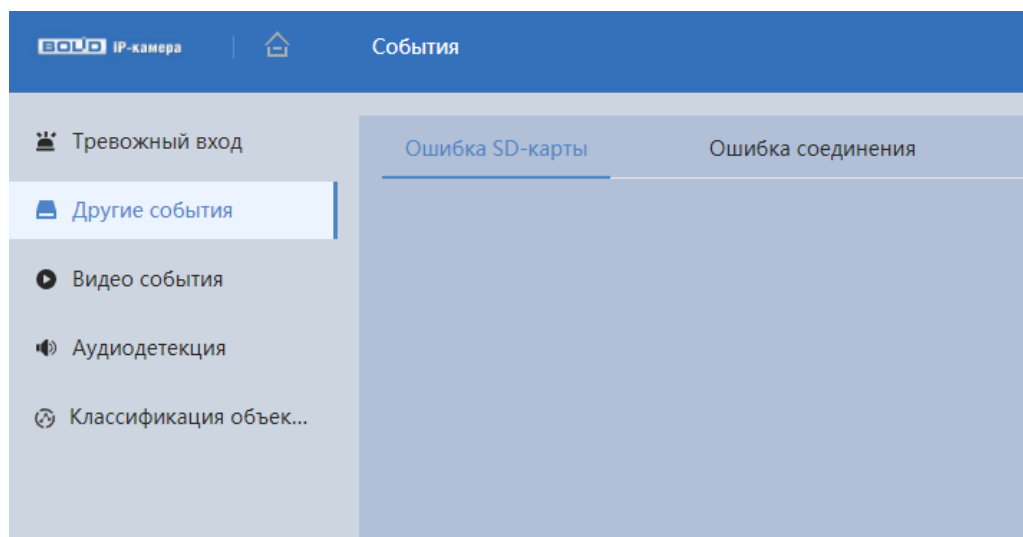 BOLID IP-камера
События
Тревожный вход
Ошибка SD-карты
Ошибка соединения
Другие события
Видео события
Аудиодетекция
Классификация объек...